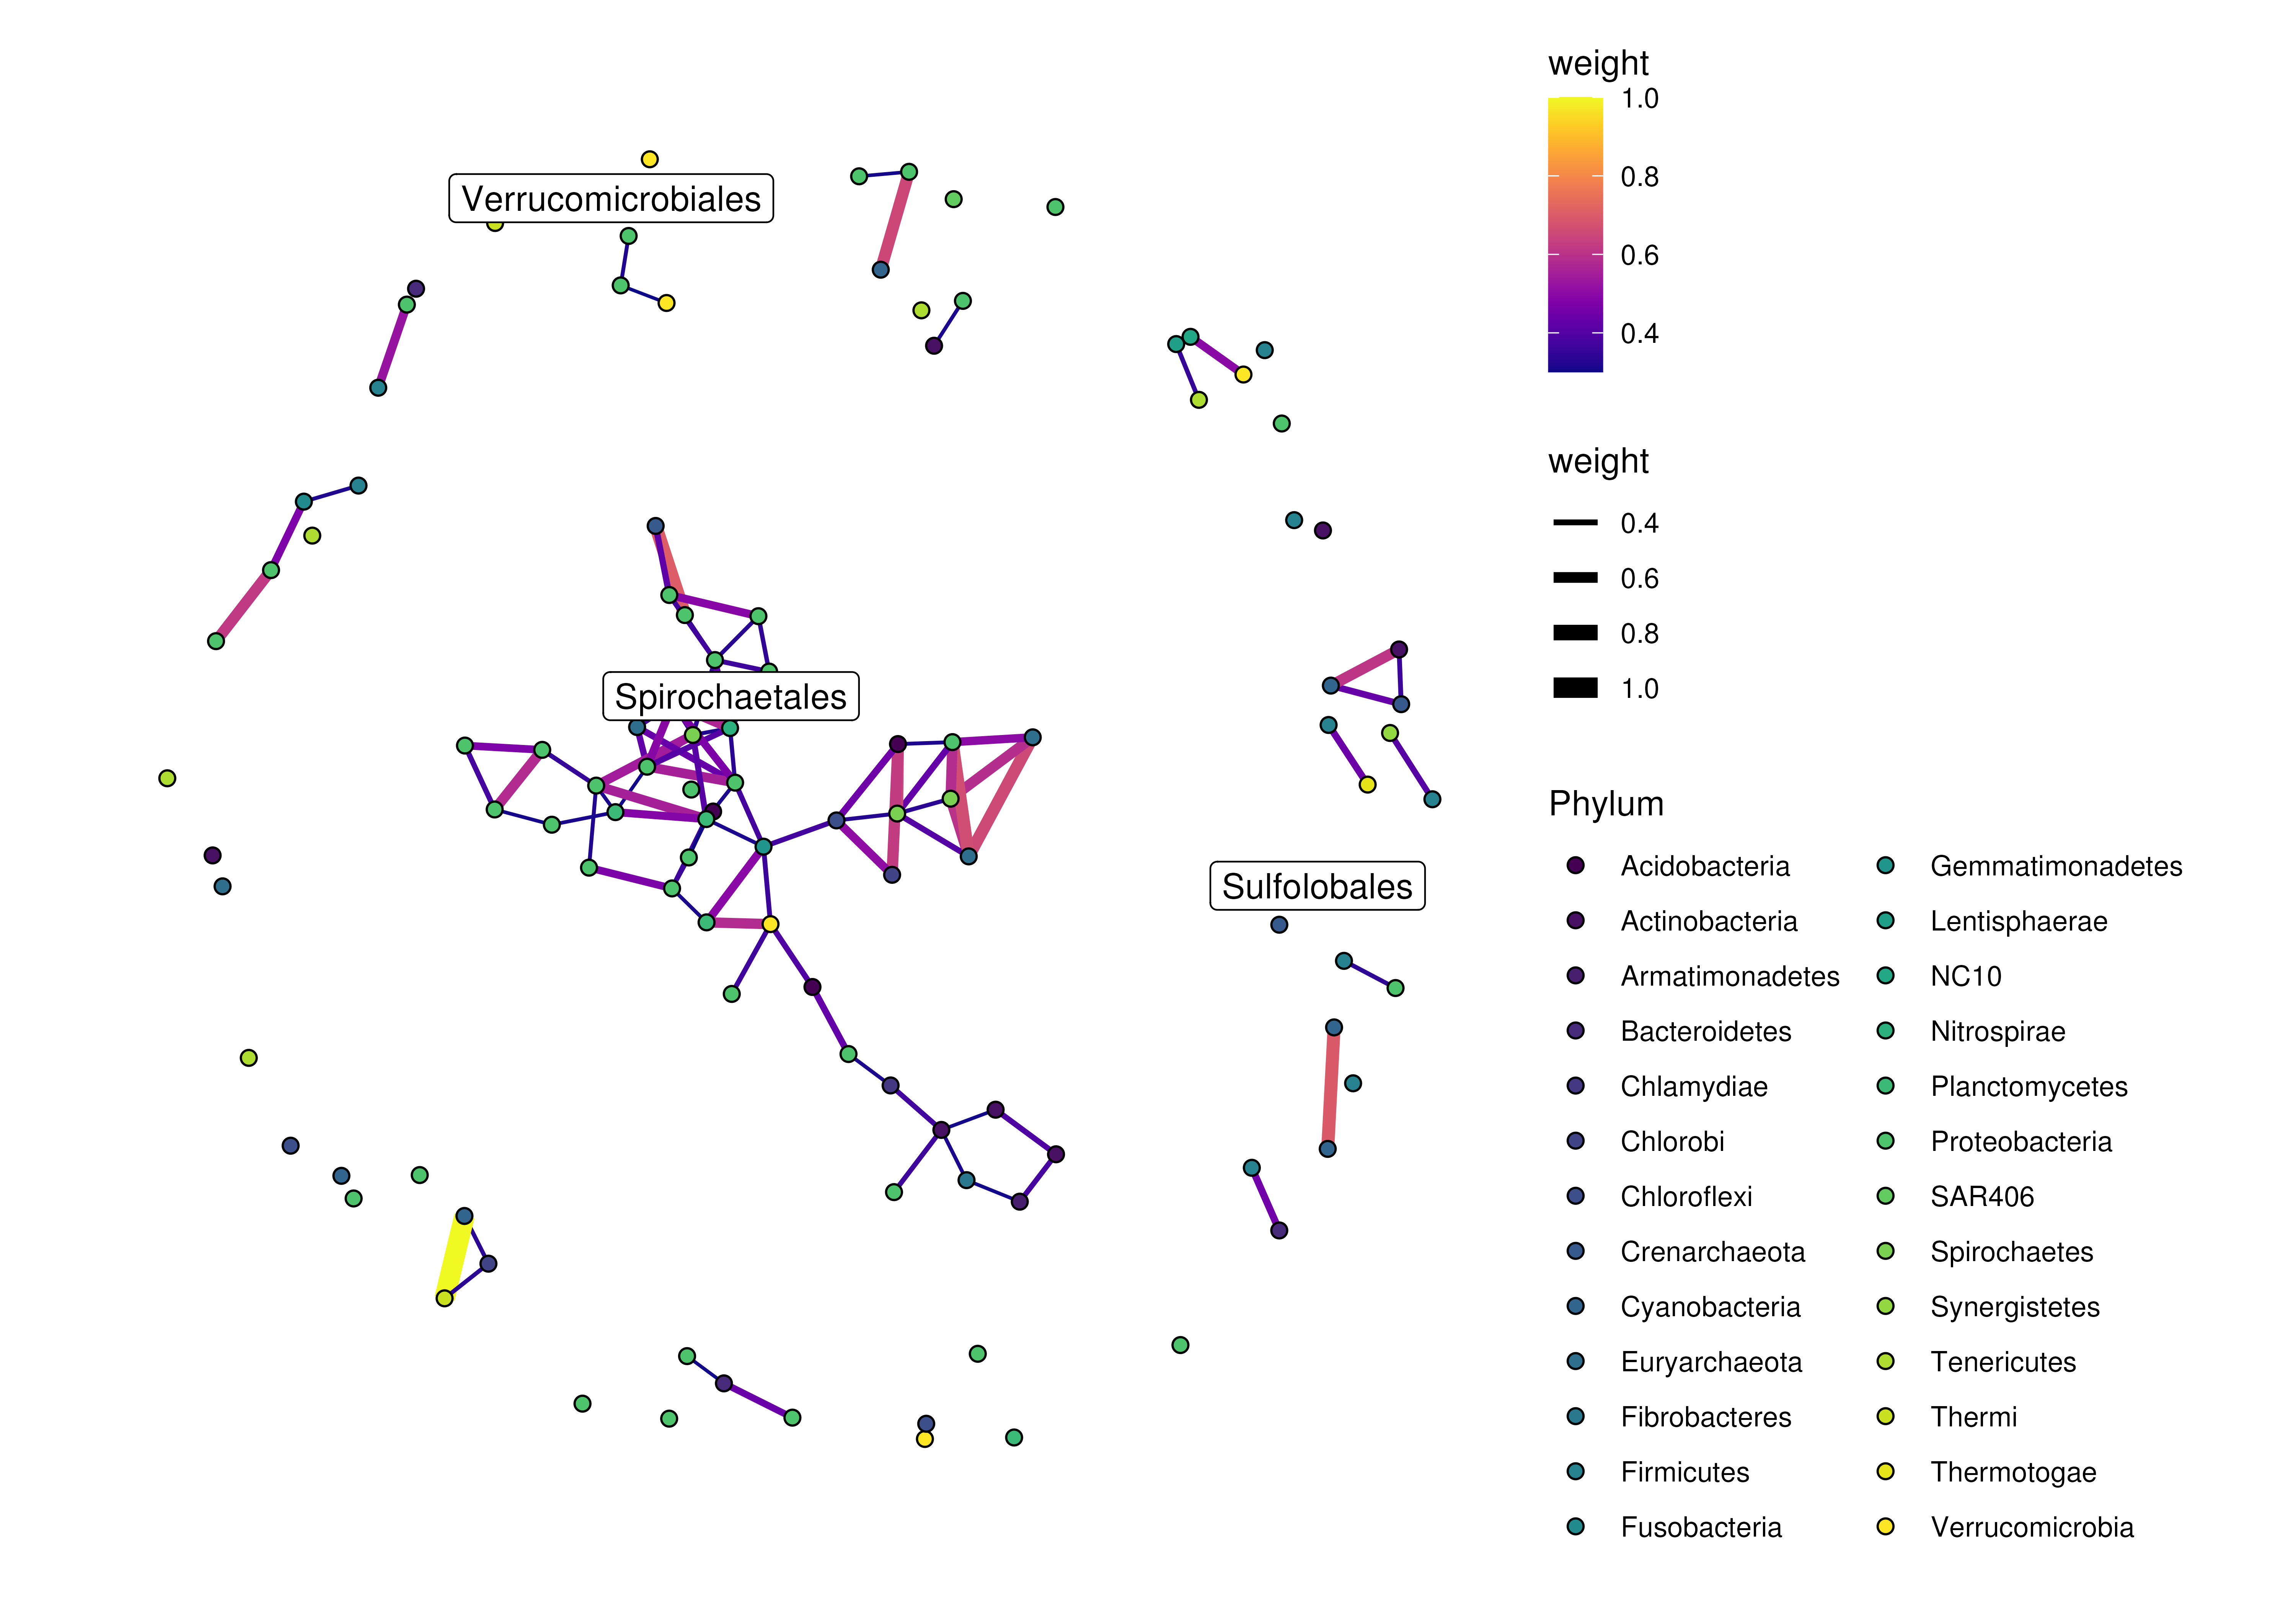 Verrucomicrobiales
Spirochaetales
Sulfolobales
weight
1.0
0.8
0.6
0.4
weight
0.4
0.6
0.8
1.0
Phylum
Acidobacteria
Actinobacteria
Armatimonadetes
Bacteroidetes
Chlamydiae
Chlorobi
Chloroflexi
Crenarchaeota
Cyanobacteria
Euryarchaeota
Fibrobacteres
Firmicutes
Fusobacteria
Gemmatimonadetes
Lentisphaerae
NC10
Nitrospirae
Planctomycetes
Proteobacteria
SAR406
Spirochaetes
Synergistetes
Tenericutes
Thermi
Thermotogae
Verrucomicrobia